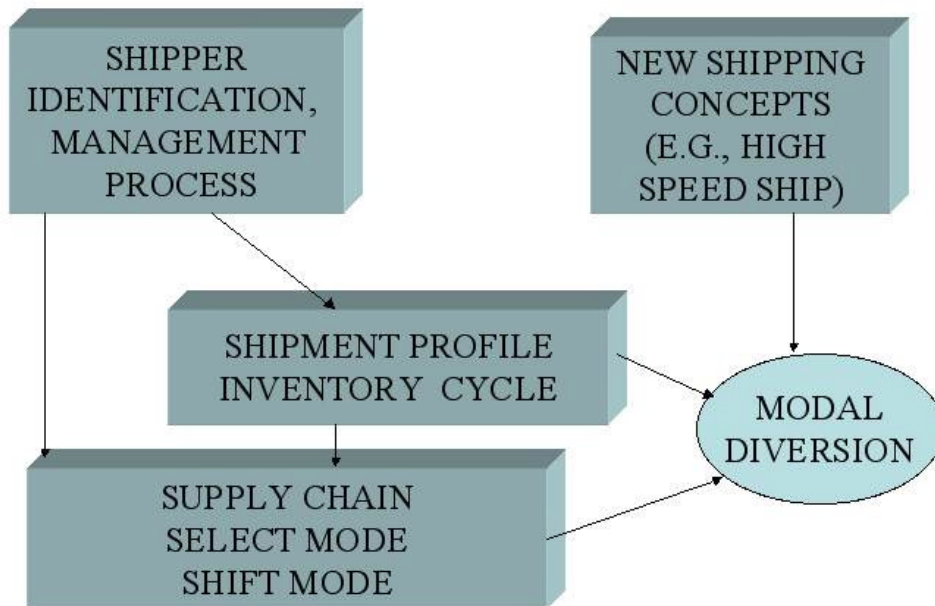 SHIPPER
IDENTIFICATION,
MANAGEMENT
PROCESS
NEW SHIPPING
CONCEPTS
(E.G., HIGH
SPEED SHIP)
SHIPMENT PROFILE
INVENTORY CYCLE
MODAL
DIVERSION
SUPPLY CHAIN
SELECT MODE
SHIFT MODE